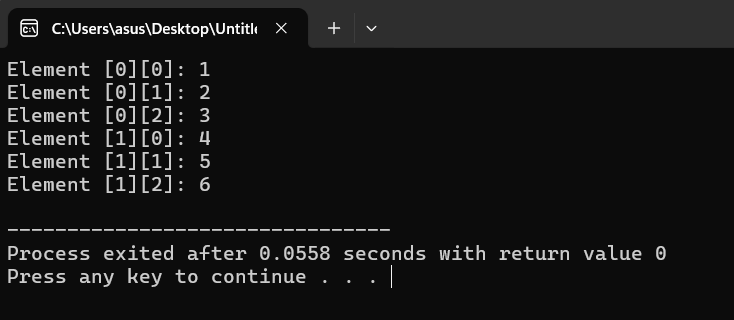 C:\Users\asus\Desktop\Untitle
Element [0][0]: 1
Element [0][1]: 2
Element [0][2]: 3
Element [1][0]: 4
Element [1][1]: 5
Element [1][2]: 6
--------------------------------
Process exited after 0.0558 seconds with return value 0
Press any key to continue . . .